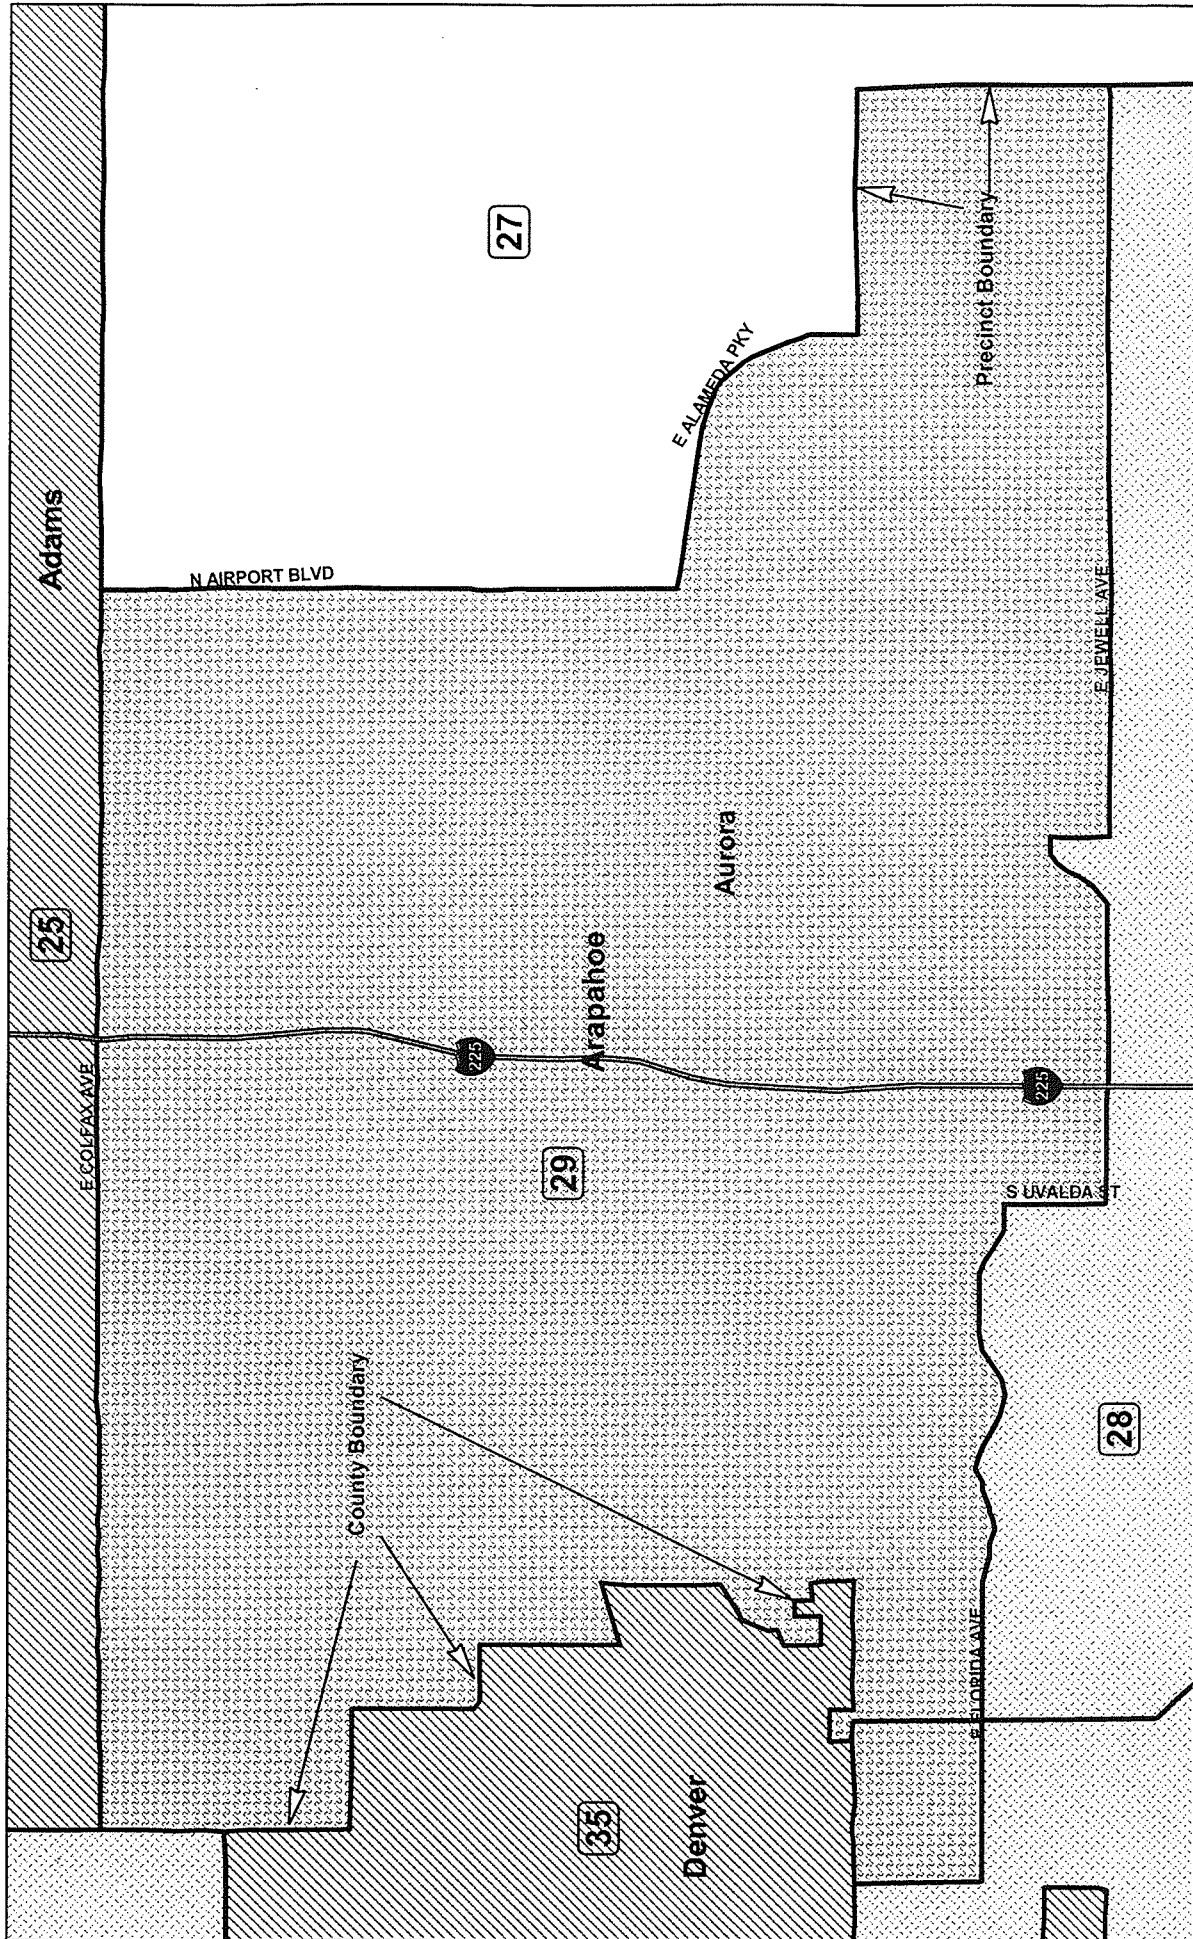 Adams
25
E COLFAX AVE
N AIRPORT BLVD
27
E ALAMEDA PKY
Precinct Boundary
E JEWELL AVE
Aurora
Arapahoe
225
225
29
S UVALDA ST
County Boundary
28
E FLORIDA AVE
35
Denver